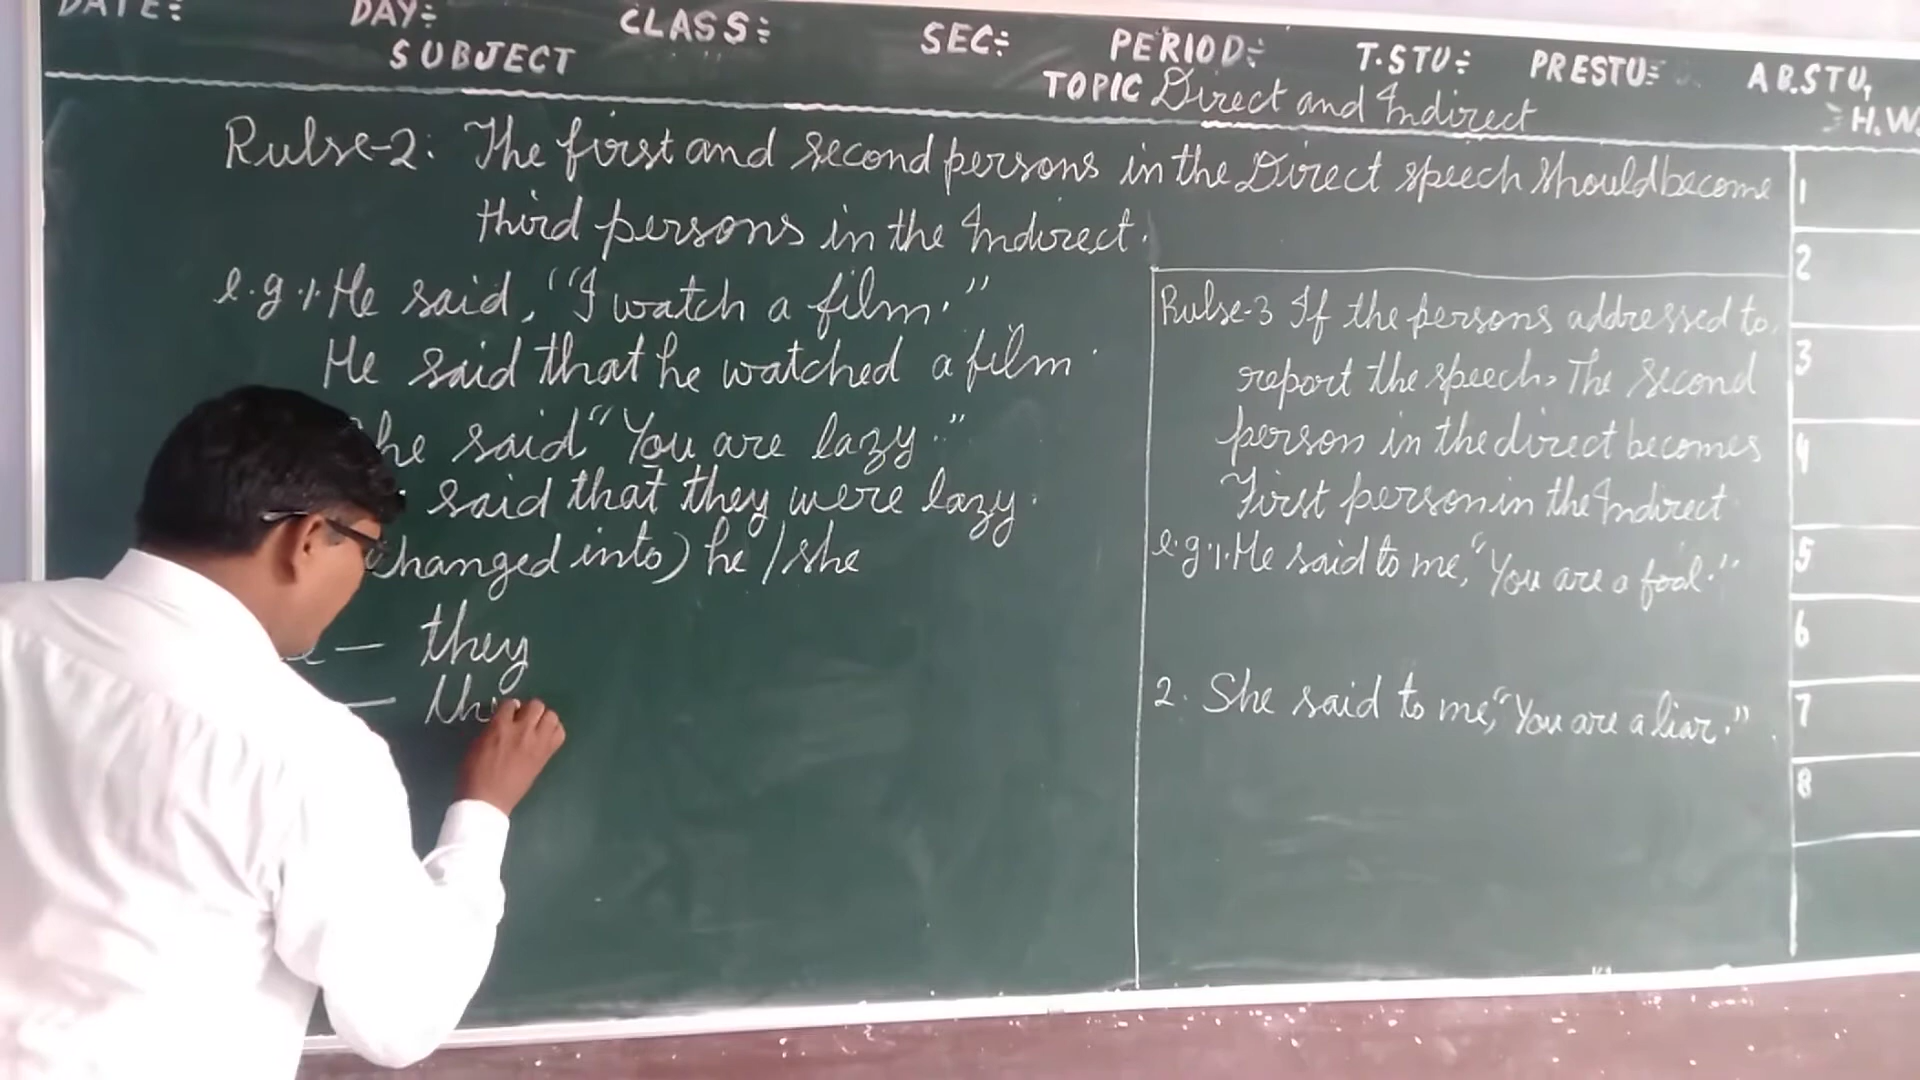 DATE:
DAY:
CLASS:
SEC:
PERIOD:
T.STU:
PRESTU:
AB.STU,
SUBJECT
TOPIC Direct and Indirect
H.W.
Rulse-2: The first and second persons in the Direct speech should become
third persons in the Indirect.
e.g.1. He said, "I watch a film."
He said that he watched a film.
he said "You are lazy."
said that they were lazy.
changed into) he/she
— they
—
Rulse-3 If the persons addressed to,
report the speech, The second
person in the direct becomes
First person in the Indirect
e.g.1. He said to me, "You are a fool."
2. She said to me, "You are a liar."
1
2
3
4
5
6
7
8